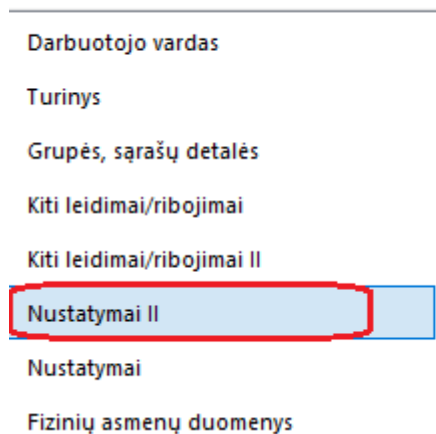 Darbuotojo vardas
Turinys
Grupės, sąrašų detalės
Kiti leidimai/ribojimai
Kiti leidimai/ribojimai II
Nustatymai II
Nustatymai
Fizinių asmenų duomenys